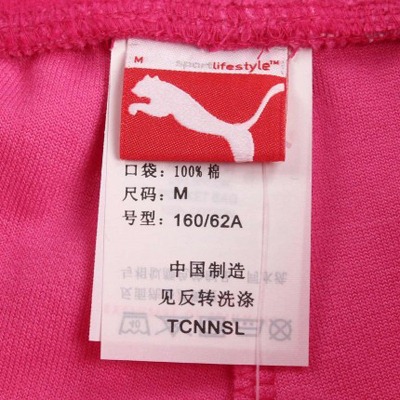 M sportlifestyle™
口袋: 100% 棉
尺码: M
号型: 160/62A
中国制造
见反转洗涤
TCNNSL